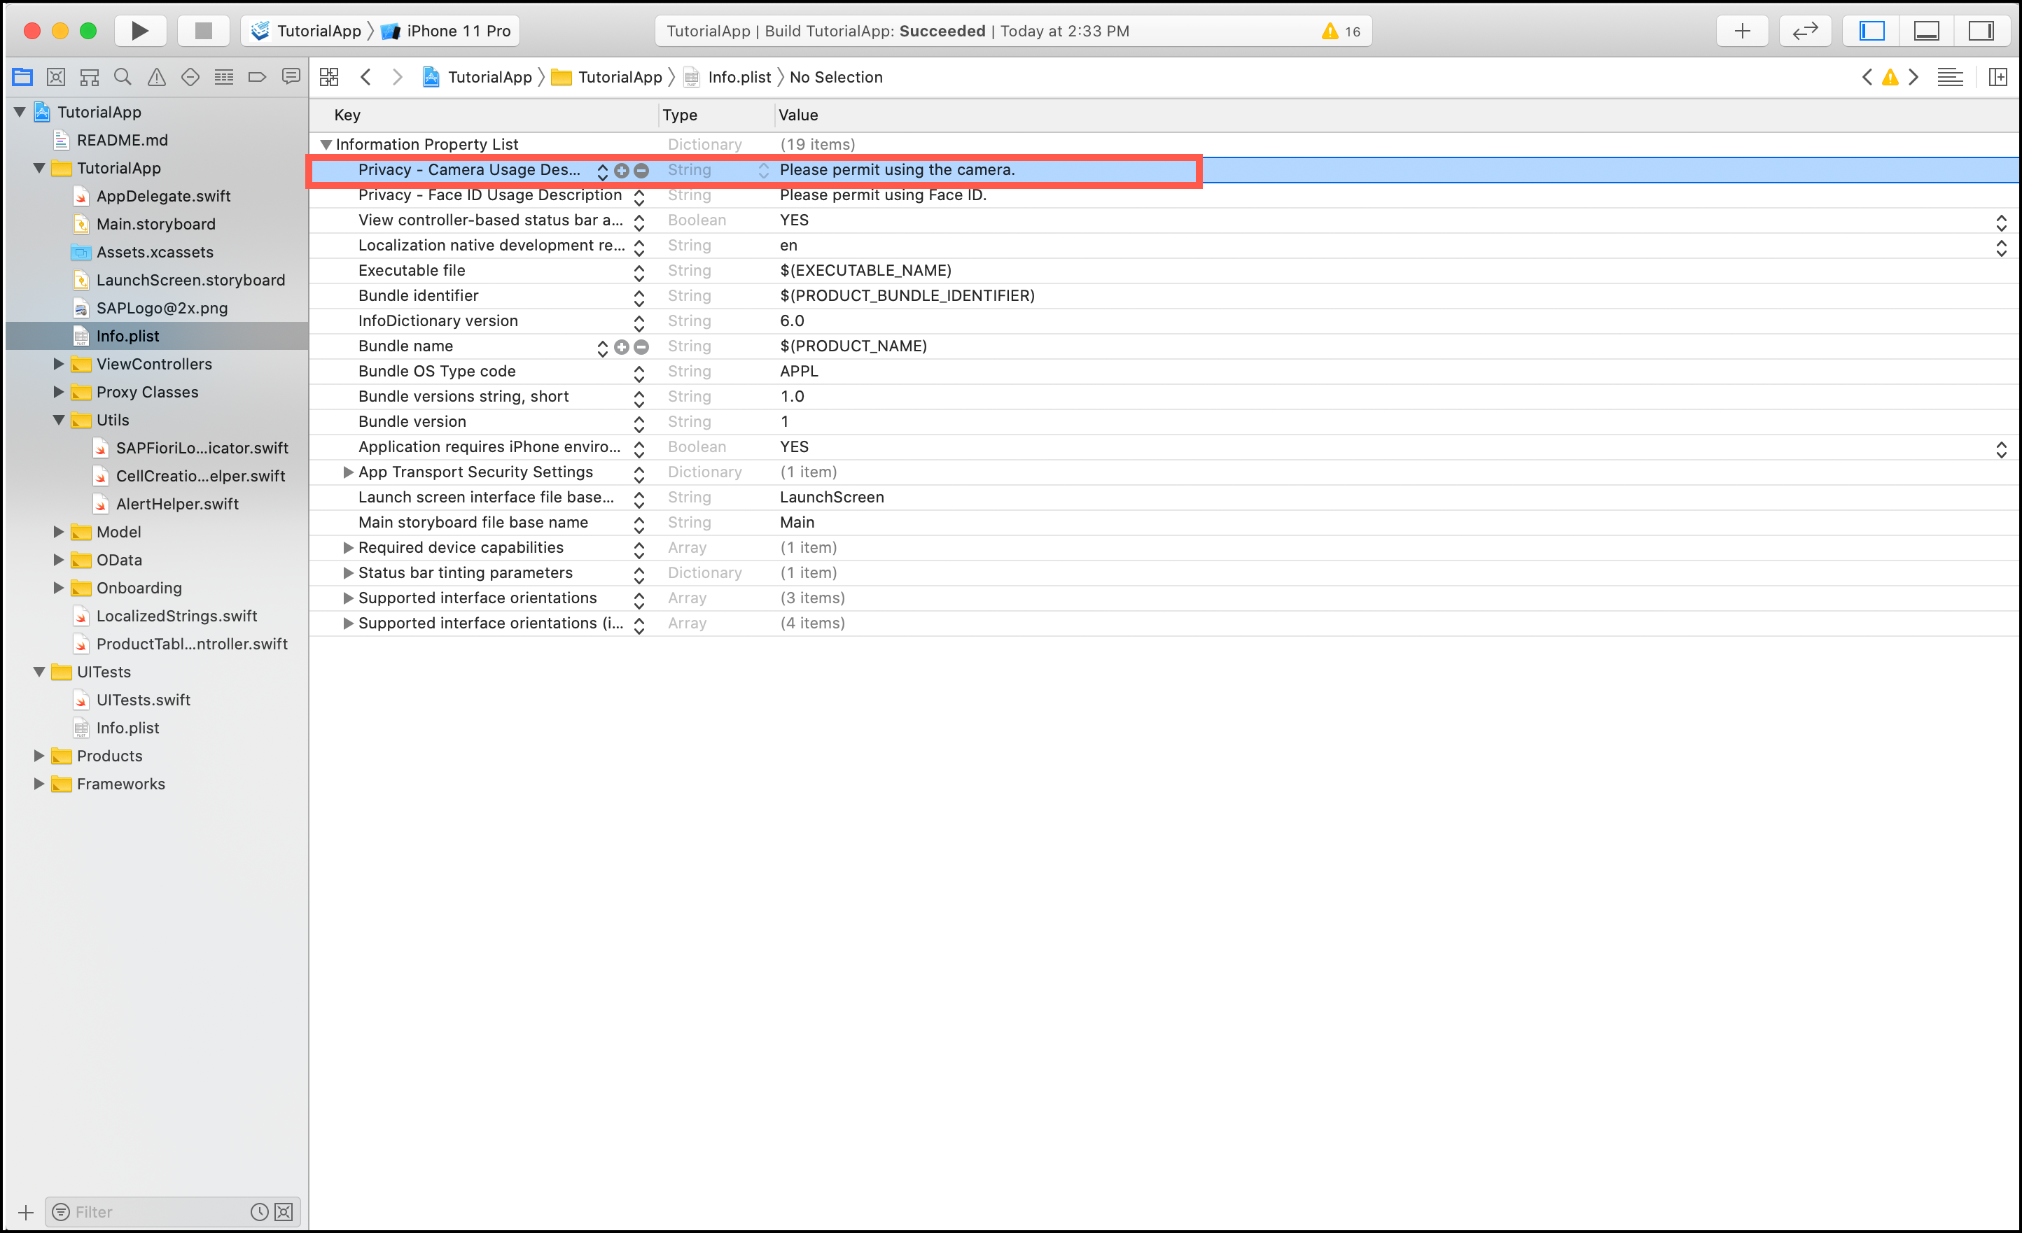 TutorialApp 〉 iPhone 11 Pro
TutorialApp | Build TutorialApp: Succeeded | Today at 2:33 PM
16
TutorialApp 〉 TutorialApp 〉 Info.plist 〉 No Selection
TutorialApp
README.md
TutorialApp
AppDelegate.swift
Main.storyboard
Assets.xcassets
LaunchScreen.storyboard
SAPLogo@2x.png
Info.plist
ViewControllers
Proxy Classes
Utils
SAPFioriLo...icator.swift
CellCreatio...elper.swift
AlertHelper.swift
Model
OData
Onboarding
LocalizedStrings.swift
ProductTabl...ntroller.swift
UITests
UITests.swift
Info.plist
Products
Frameworks
Filter
Key Type Value
Information Property List Dictionary (19 items)
Privacy - Camera Usage Des... String Please permit using the camera.
Privacy - Face ID Usage Description String Please permit using Face ID.
View controller-based status bar a... Boolean YES
Localization native development re... String en
Executable file String $(EXECUTABLE_NAME)
Bundle identifier String $(PRODUCT_BUNDLE_IDENTIFIER)
InfoDictionary version String 6.0
Bundle name String $(PRODUCT_NAME)
Bundle OS Type code String APPL
Bundle versions string, short String 1.0
Bundle version String 1
Application requires iPhone enviro... Boolean YES
App Transport Security Settings Dictionary (1 item)
Launch screen interface file base... String LaunchScreen
Main storyboard file base name String Main
Required device capabilities Array (1 item)
Status bar tinting parameters Dictionary (1 item)
Supported interface orientations Array (3 items)
Supported interface orientations (i... Array (4 items)